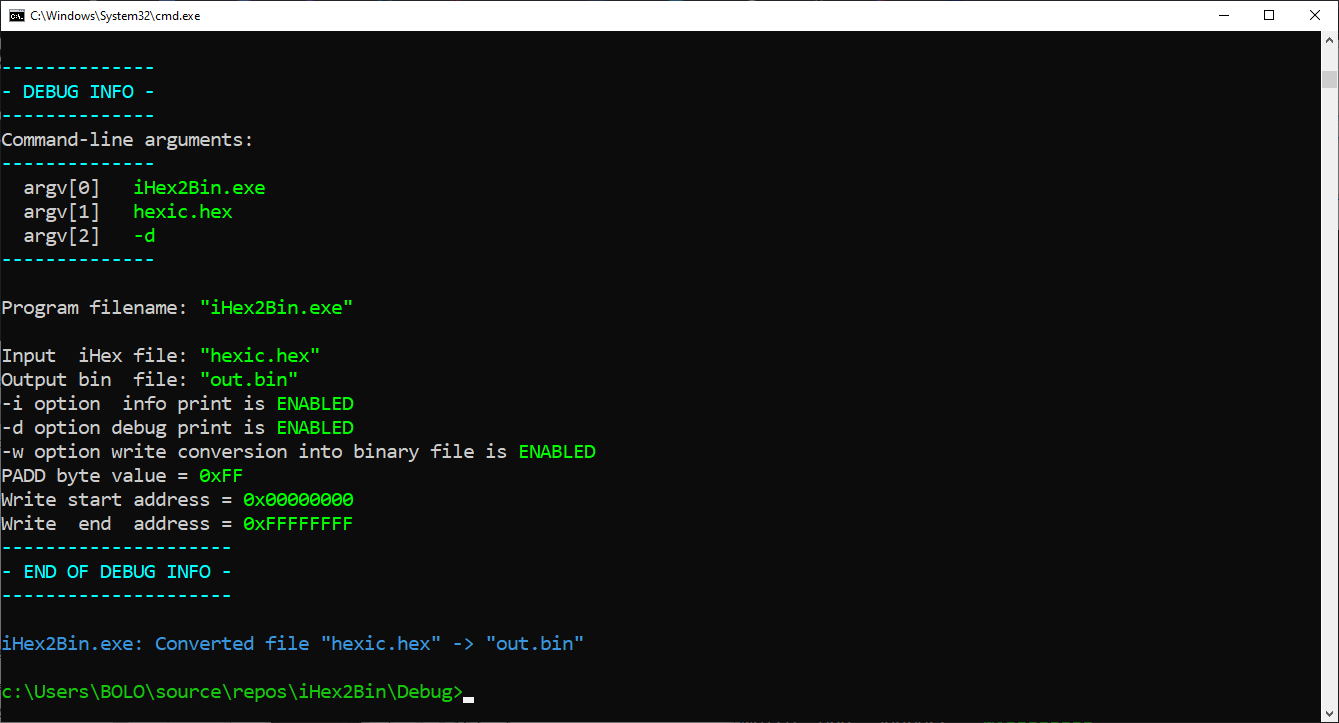 C:\Windows\System32\cmd.exe
--------------
- DEBUG INFO -
--------------
Command-line arguments:
--------------
  argv[0]   iHex2Bin.exe
  argv[1]   hexic.hex
  argv[2]   -d
--------------
Program filename: "iHex2Bin.exe"
Input  iHex file: "hexic.hex"
Output bin  file: "out.bin"
-i option  info print is ENABLED
-d option debug print is ENABLED
-w option write conversion into binary file is ENABLED
PADD byte value = 0xFF
Write start address = 0x00000000
Write  end  address = 0xFFFFFFFF
---------------------
- END OF DEBUG INFO -
---------------------
iHex2Bin.exe: Converted file "hexic.hex" -> "out.bin"
c:\Users\BOLO\source\repos\iHex2Bin\Debug>